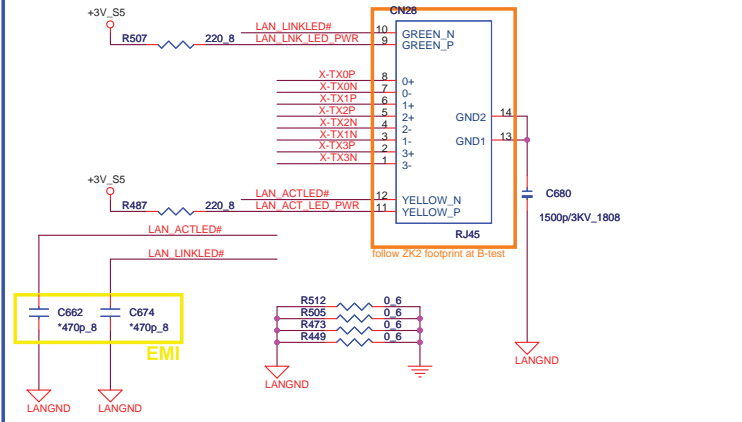 +3V_S5
CN28
R507
220_8
LAN_LINKLED#
LAN_LNK_LED_PWR
10
9
GREEN_N
GREEN_P
X-TX0P
8
0+
X-TX0N
7
0-
X-TX1P
6
1+
X-TX2P
5
2+
X-TX2N
4
2-
X-TX1N
3
1-
X-TX3P
2
3+
X-TX3N
1
3-
GND2
14
GND1
13
+3V_S5
R487
220_8
LAN_ACTLED#
LAN_ACT_LED_PWR
12
11
YELLOW_N
YELLOW_P
C680
1500p/3KV_1808
RJ45
follow ZK2 footprint at B-test
LAN_ACTLED#
LAN_LINKLED#
C662
*470p_8
C674
*470p_8
EMI
R512
0_6
R505
0_6
R473
0_6
R449
0_6
LANGND
LANGND
LANGND
LANGND